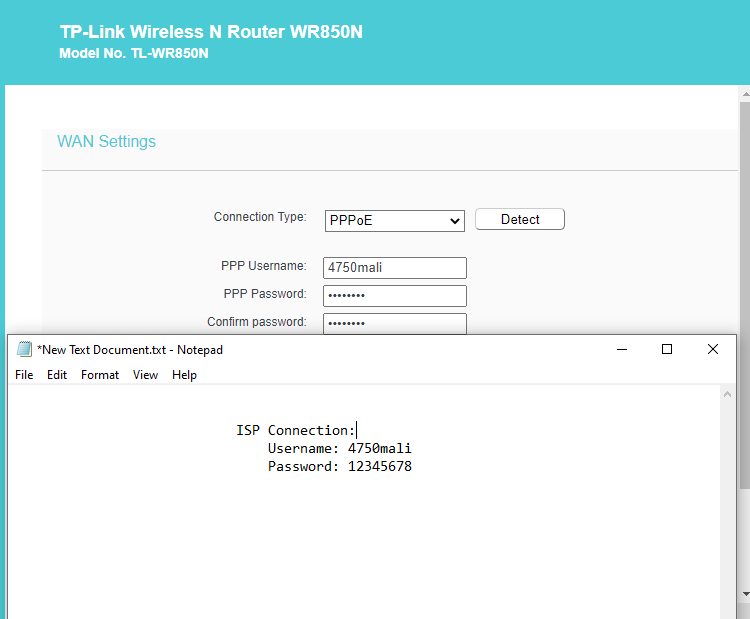 TP-Link Wireless N Router WR850N
Model No. TL-WR850N
WAN Settings
Connection Type: PPPoE Detect
PPP Username: 4750mali
PPP Password: ••••••••
Confirm password: ••••••••
*New Text Document.txt - Notepad
File Edit Format View Help
ISP Connection:
Username: 4750mali
Password: 12345678